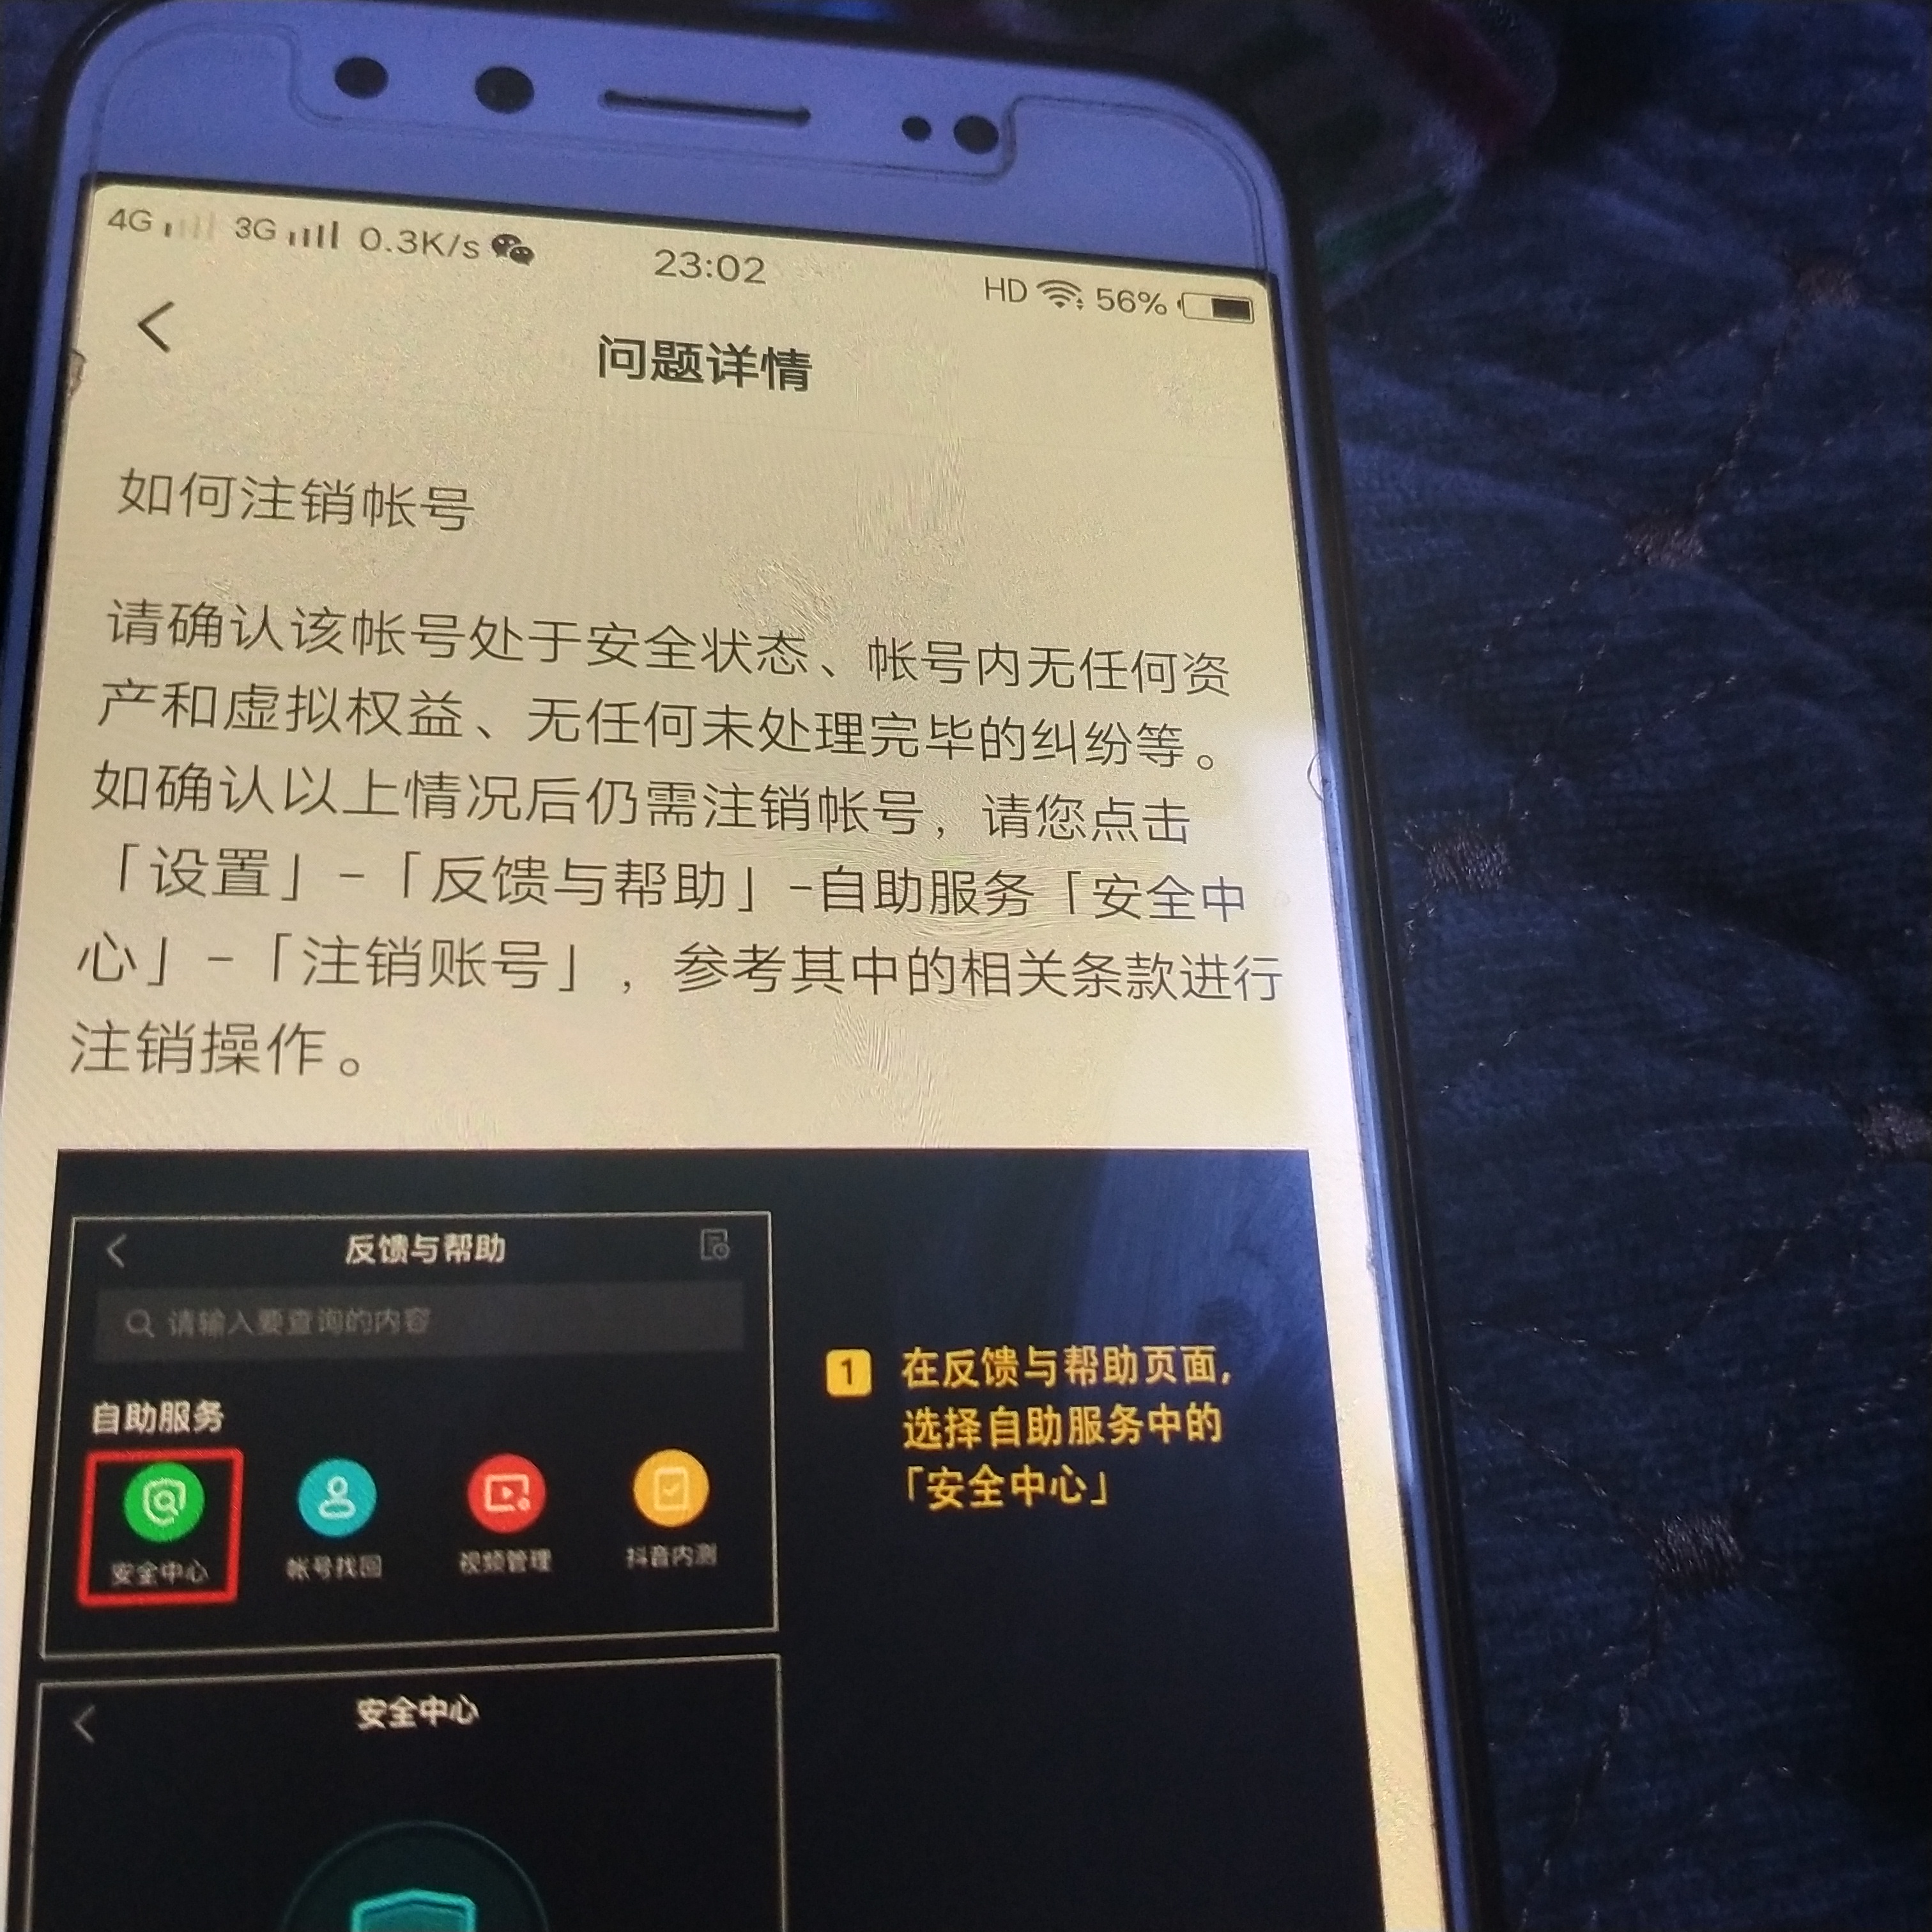 4G 3G 0.3K/s 23:02 HD 56%
问题详情
如何注销帐号
请确认该帐号处于安全状态、帐号内无任何资
产和虚拟权益、无任何未处理完毕的纠纷等。
如确认以上情况后仍需注销帐号，请您点击
「设置」-「反馈与帮助」-自助服务「安全中
心」-「注销账号」，参考其中的相关条款进行
注销操作。
反馈与帮助
请输入要查询的内容
自助服务
安全中心 帐号找回 视频管理 抖音内测
1 在反馈与帮助页面,
选择自助服务中的
「安全中心」
安全中心